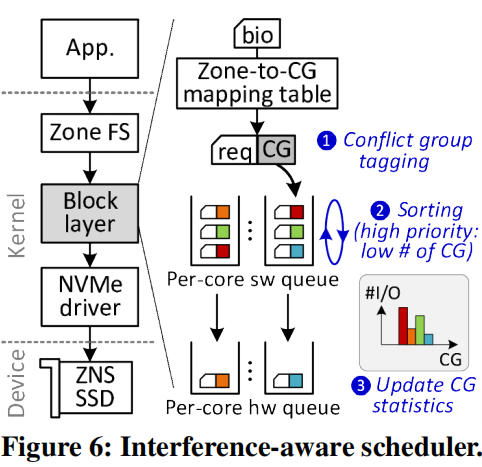 App.
Zone FS
Block
layer
NVMe
driver
ZNS
SSD
Kernel
Device
bio
Zone-to-CG
mapping table
req CG
1 Conflict group
tagging
2 Sorting
(high priority:
low # of CG)
Per-core sw queue
#I/O
CG
3 Update CG
statistics
Per-core hw queue
Figure 6: Interference-aware scheduler.